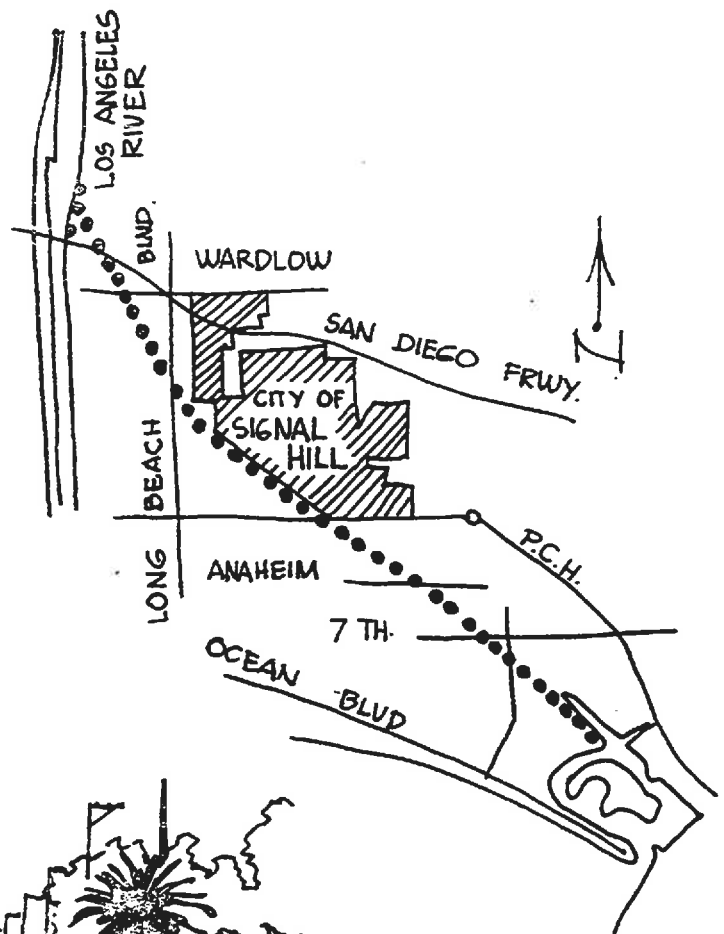 LOS ANGELES
RIVER
LONG BEACH BLVD.
WARDLOW
SAN DIEGO FRWY.
N
CITY OF
SIGNAL
HILL
P.C.H.
ANAHEIM
7 TH.
OCEAN BLVD